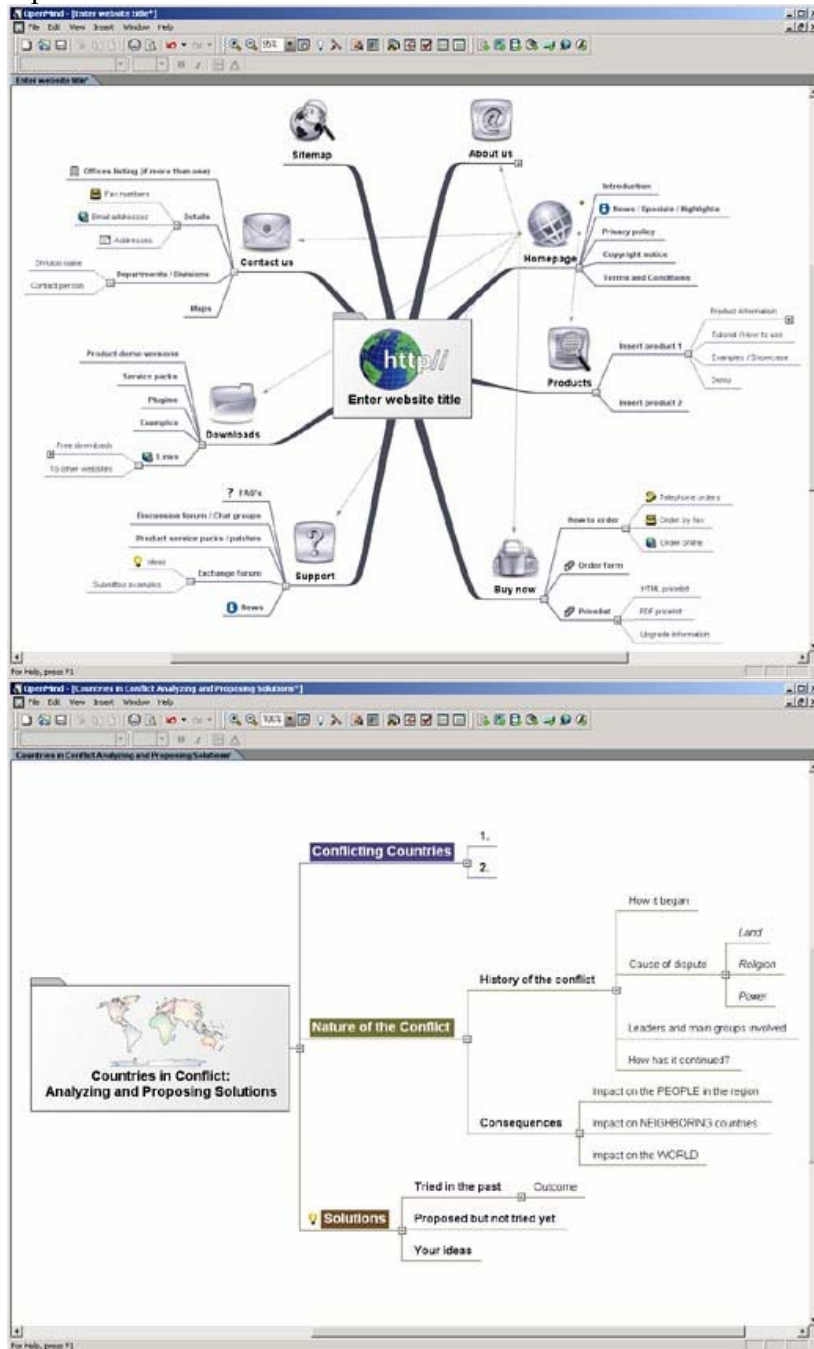 OpenMind - [Enter website title*]
File Edit View Insert Window Help
95%
Enter website title*
Sitemap
About us
Offices listing (if more than one)
Fax numbers
Email addresses
Details
Addresses
Contact us
Division name
Departments / Divisions
Contact person
Maps
Introduction
News / Specials / Highlights
Privacy policy
Homepage
Copyright notice
Terms and Conditions
http//
Enter website title
Product information
Insert product 1
Tutorial / How to use
Examples / Showcase
Products
Demo
Insert product 2
Product demo versions
Service packs
Plugins
Examples
Downloads
Free downloads
Links
To other websites
? FAQ's
Discussion forum / Chat groups
Product service packs / patches
Support
Ideas
Exchange forum
Submitted examples
News
Telephone orders
How to order
Order by fax
Order online
Order form
Buy now
HTML pricelist
Pricelist
PDF pricelist
Upgrade information
For Help, press F1
OpenMind - [Countries in Conflict Analyzing and Proposing Solutions*]
File Edit View Insert Window Help
100%
Countries in Conflict Analyzing and Proposing Solutions*
Conflicting Countries
1.
2.
How it began
Land
Cause of dispute
Religion
Power
History of the conflict
Leaders and main groups involved
How has it continued?
Nature of the Conflict
Countries in Conflict:
Analyzing and Proposing Solutions
Impact on the PEOPLE in the region
Consequences
Impact on NEIGHBORING countries
Impact on the WORLD
Tried in the past
Outcome
Solutions
Proposed but not tried yet
Your ideas
For Help, press F1